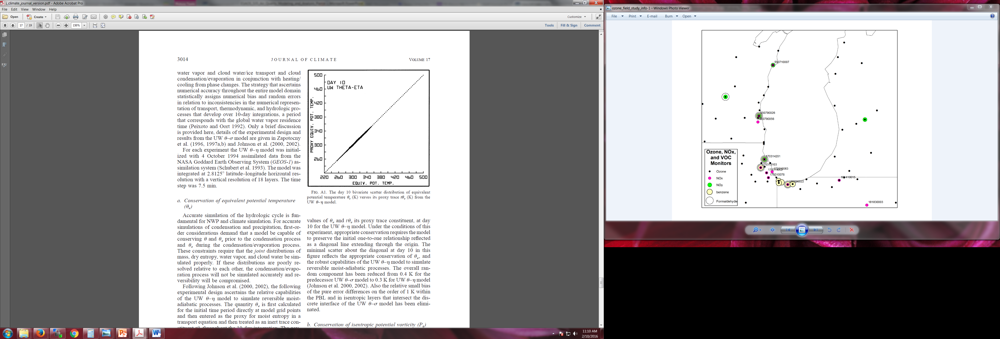 j_climate_journal_version.pdf - Adobe Acrobat Pro
File Edit View Window Help
Open Create Customize
17 / 19 150% Tools Fill & Sign Comment
3014 JOURNAL OF CLIMATE VOLUME 17
water vapor and cloud water/ice transport and cloud
condensation/evaporation in conjunction with heating/
cooling from phase changes. The strategy that ascertains
numerical accuracy throughout the entire model domain
statistically assigns numerical bias and random errors
in relation to inconsistencies in the numerical represen-
tation of transport, thermodynamic, and hydrologic pro-
cesses that develop over 10-day integrations, a period
that corresponds with the global water vapor residence
time (Peixoto and Oort 1992). Only a brief discussion
is provided here, details of the experimental design and
results from the UW θ–σ model are given in Zapotocny
et al. (1996, 1997a,b) and Johnson et al. (2000, 2002).
For each experiment the UW θ–η model was initial-
ized with 4 October 1994 assimilated data from the
NASA Goddard Earth Observing System (GEOS-1) as-
similation system (Schubert et al. 1993). The model was
integrated at 2.8125° latitude–longitude horizontal res-
olution with a vertical resolution of 18 layers. The time
step was 7.5 min.
a. Conservation of equivalent potential temperature
(θe)
Accurate simulation of the hydrologic cycle is fun-
damental for NWP and climate simulation. For accurate
simulations of condensation and precipitation, first-or-
der considerations demand that a model be capable of
conserving θ and θe prior to the condensation process
and θe during the condensation/evaporation process.
These constraints require that the joint distributions of
mass, dry entropy, water vapor, and cloud water be sim-
ulated properly. If these distributions are poorly re-
solved relative to each other, the condensation/evapo-
ration process will not be simulated accurately and re-
versibility will be compromised.
Following Johnson et al. (2000, 2002), the following
experimental design ascertains the relative capabilities
of the UW θ–η model to simulate reversible moist-
adiabatic processes. The quantity θe is first calculated
for the initial time period directly at model grid points
and then entered as the proxy for moist entropy in a
transport equation and then treated as an inert trace con-
DAY 10
UW THETA-ETA
500
460
420
380
340
300
260
PROXY EQUIV. POT. TEMP.
220 260 300 340 380 420 460 500
EQUIV. POT. TEMP.
FIG. A1. The day 10 bivariate scatter distribution of equivalent
potential temperature θe (K) versus its proxy trace tθe (K) from the
UW θ–η model.
values of θe and tθe its proxy trace constituent, at day
10 for the UW θ–η model. Under the conditions of this
experiment, appropriate conservation requires the model
to preserve the initial one-to-one relationship reflected
as a diagonal line extending through the origin. The
minimal scatter about the diagonal at day 10 in this
figure reflects the appropriate conservation of θe, and
the robust capabilities of the UW θ–η model to simulate
reversible moist-adiabatic processes. The overall ran-
dom component has been reduced from 0.4 K for the
predecessor UW θ–σ model to 0.3 K for UW θ–η model
(Johnson et al. 2000, 2002). Also the relative small bias
of the pure error differences on the order of 1 K within
the PBL and in isentropic layers that intersect the dis-
crete interface of the UW θ–σ model has been elimi-
nated.
b. Conservation of isentropic potential vorticity (Pθ)
11:10 AM
2/10/2016
ozone_field_study_info-1 - Windows Photo Viewer
File Print E-mail Burn Open
550710007
550790026
550790056
170314201
170313103
170310063
170310076
180890022
181410015
181830003
Ozone, NOx,
and VOC
Monitors
Ozone
NOx
NOy
benzene
Formaldehyde